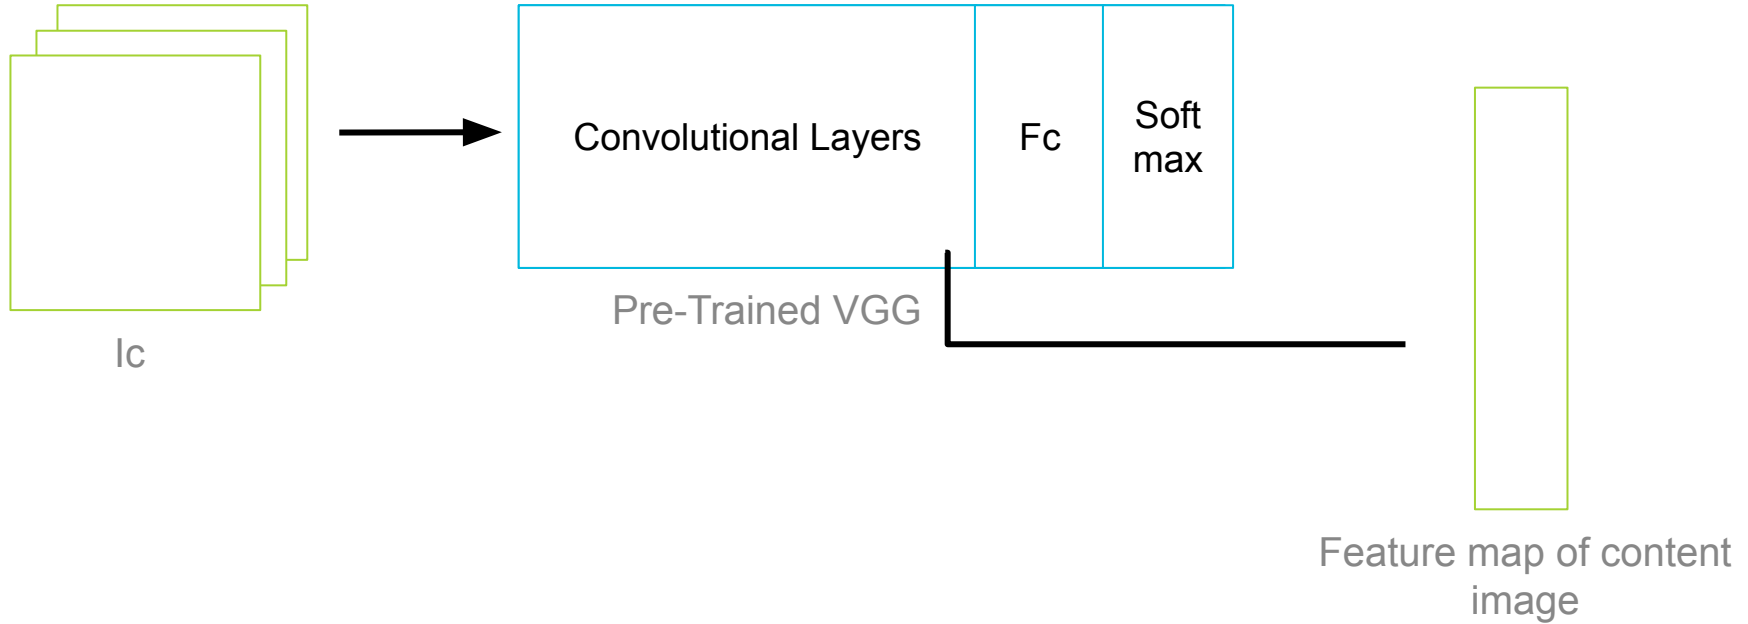 Convolutional Layers
Fc
Soft
max
Pre-Trained VGG
Ic
Feature map of content
image